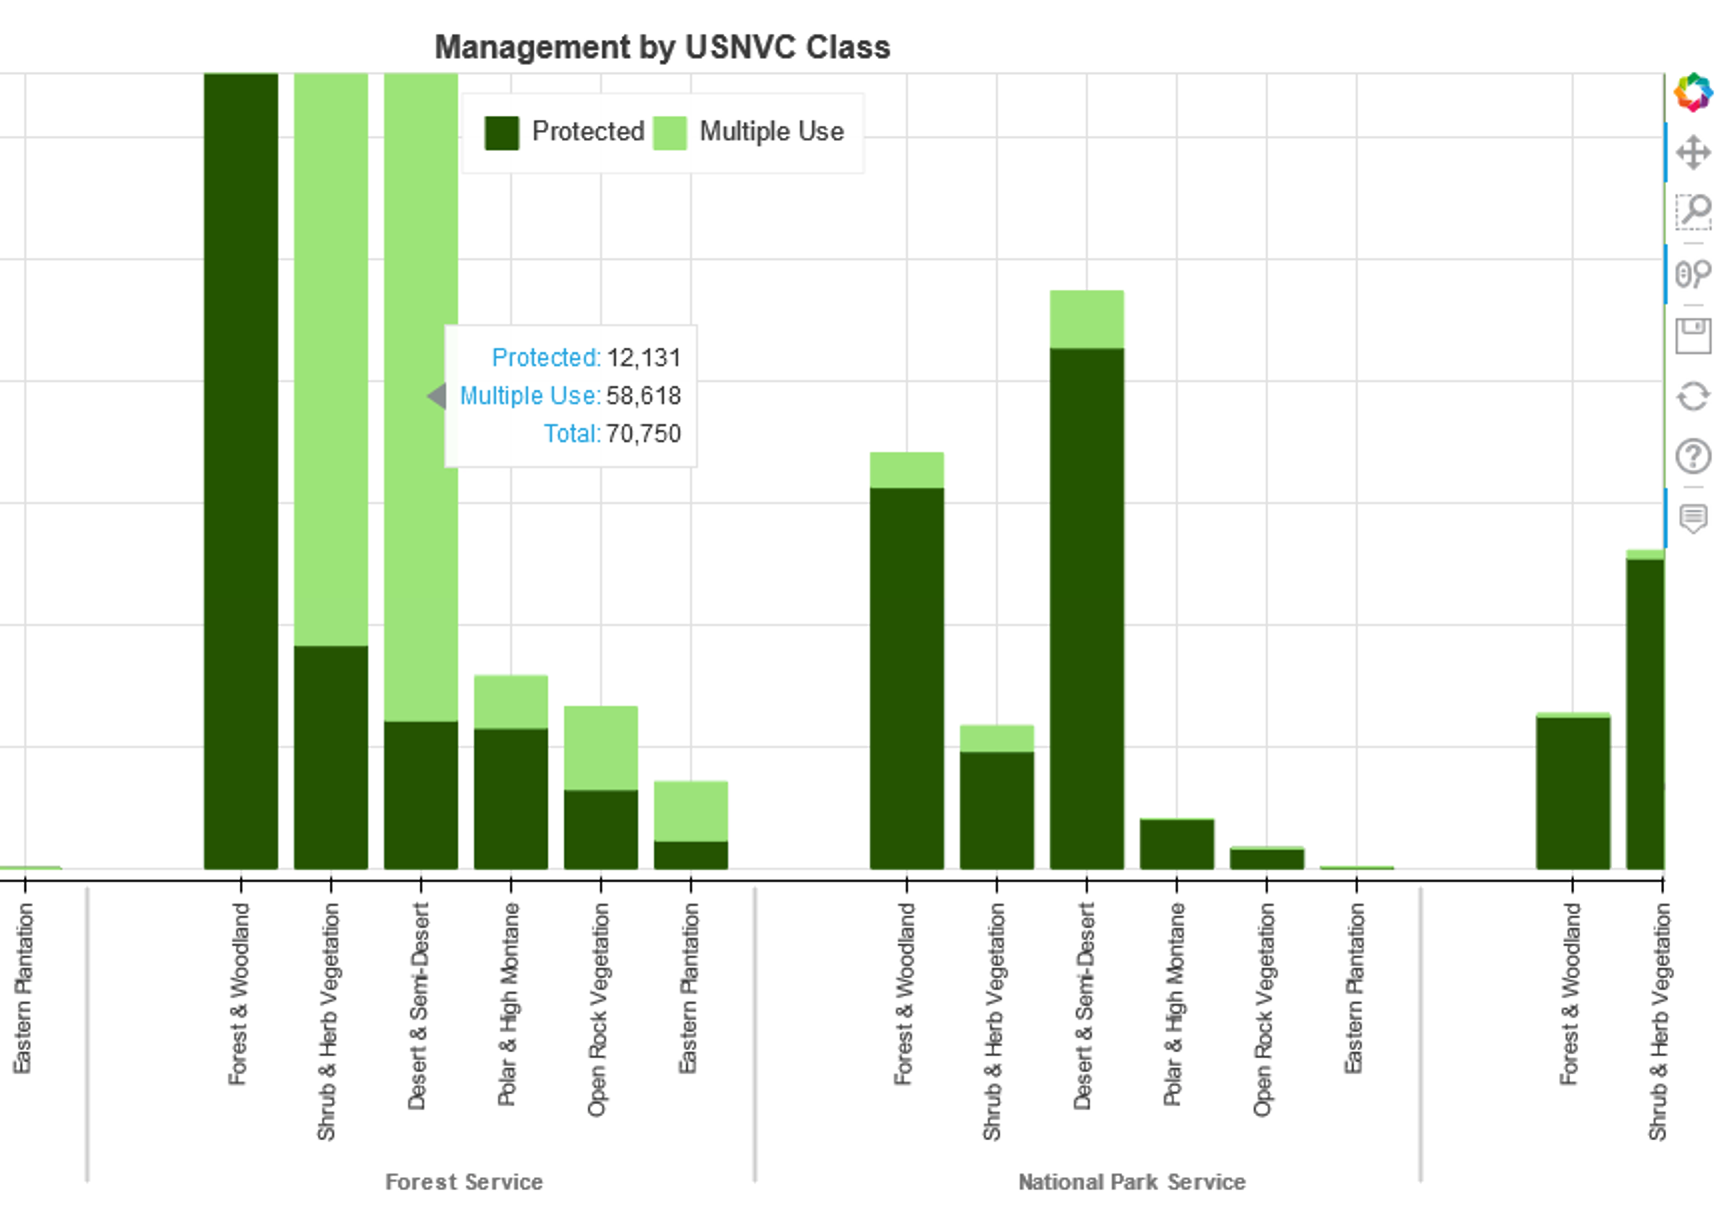 Management by USNVC Class
Protected
Multiple Use
Protected: 12,131
Multiple Use: 58,618
Total: 70,750
Eastern Plantation
Forest & Woodland
Shrub & Herb Vegetation
Desert & Semi-Desert
Polar & High Montane
Open Rock Vegetation
Eastern Plantation
Forest & Woodland
Shrub & Herb Vegetation
Desert & Semi-Desert
Polar & High Montane
Open Rock Vegetation
Eastern Plantation
Forest & Woodland
Shrub & Herb Vegetation
Forest Service
National Park Service